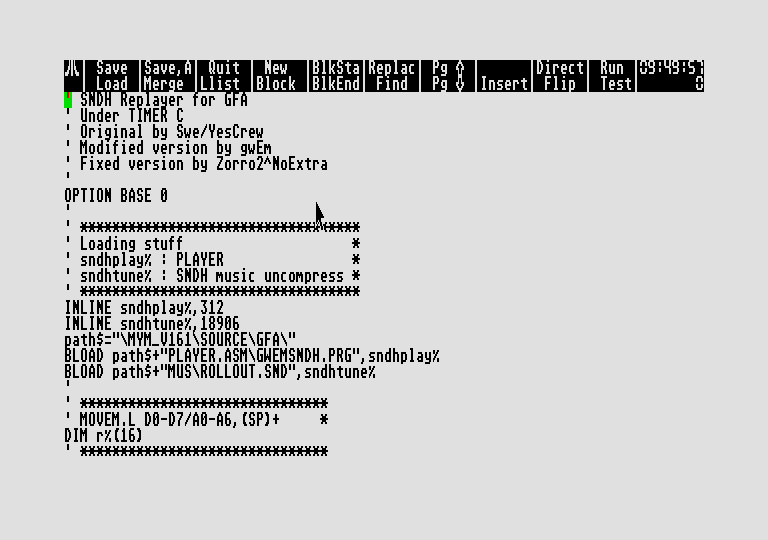 Save Save,A Quit New BlkSta Replac Pg ⇧ Direct Run 09:49:57
Load Merge Llist Block BlkEnd Find Pg ⇩ Insert Flip Test 0
' SNDH Replayer for GFA
' Under TIMER C
' Original by Swe/YesCrew
' Modified version by gwEm
' Fixed version by Zorro2^NoExtra
'
OPTION BASE 0
'
' ***********************************
' Loading stuff *
' sndhplay% : PLAYER *
' sndhtune% : SNDH music uncompress *
' ***********************************
INLINE sndhplay%,312
INLINE sndhtune%,18906
path$="\MYM_V161\SOURCE\GFA\"
BLOAD path$+"PLAYER.ASM\GWEMSNDH.PRG",sndhplay%
BLOAD path$+"MUS\ROLLOUT.SND",sndhtune%
'
' *******************************
' MOVEM.L D0-D7/A0-A6,(SP)+ *
DIM r%(16)
' *******************************